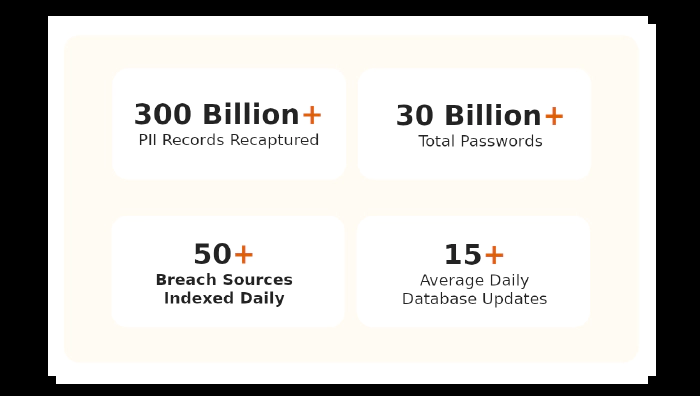 300 Billion+
PII Records Recaptured
30 Billion+
Total Passwords
50+
Breach Sources
Indexed Daily
15+
Average Daily
Database Updates